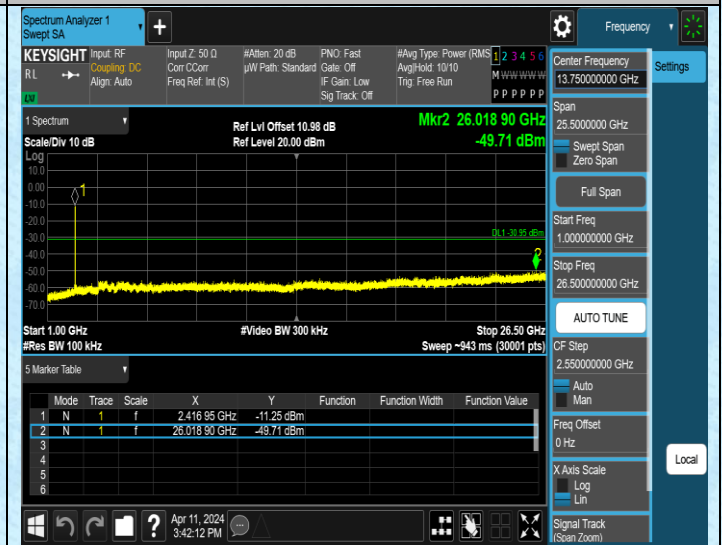 Spectrum Analyzer 1
Swept SA
Frequency
KEYSIGHT
RL
Input: RF
Coupling: DC
Align: Auto
Input Z: 50 Ω
Corr CCorr
Freq Ref: Int (S)
#Atten: 20 dB
µW Path: Standard
PNO: Fast
Gate: Off
IF Gain: Low
Sig Track: Off
#Avg Type: Power (RMS
Avg|Hold: 10/10
Trig: Free Run
1 2 3 4 5 6
M W W W W W
P P P P P P
1 Spectrum
Scale/Div 10 dB
Ref Lvl Offset 10.98 dB
Ref Level 20.00 dBm
Mkr2 26.018 90 GHz
-49.71 dBm
Log
10.0
0.00
-10.0
-20.0
-30.0
-40.0
-50.0
-60.0
-70.0
1
DL1 -30.95 dBm
2
Start 1.00 GHz
#Res BW 100 kHz
#Video BW 300 kHz
Stop 26.50 GHz
Sweep ~943 ms (30001 pts)
5 Marker Table
Mode Trace Scale X Y Function Function Width Function Value
1 N 1 f 2.416 95 GHz -11.25 dBm
2 N 1 f 26.018 90 GHz -49.71 dBm
3
4
5
6
Apr 11, 2024
3:42:12 PM
Center Frequency
13.750000000 GHz
Settings
Span
25.5000000 GHz
Swept Span
Zero Span
Full Span
Start Freq
1.000000000 GHz
Stop Freq
26.500000000 GHz
AUTO TUNE
CF Step
2.550000000 GHz
Auto
Man
Freq Offset
0 Hz
X Axis Scale
Log
Lin
Signal Track
(Span Zoom)
Local